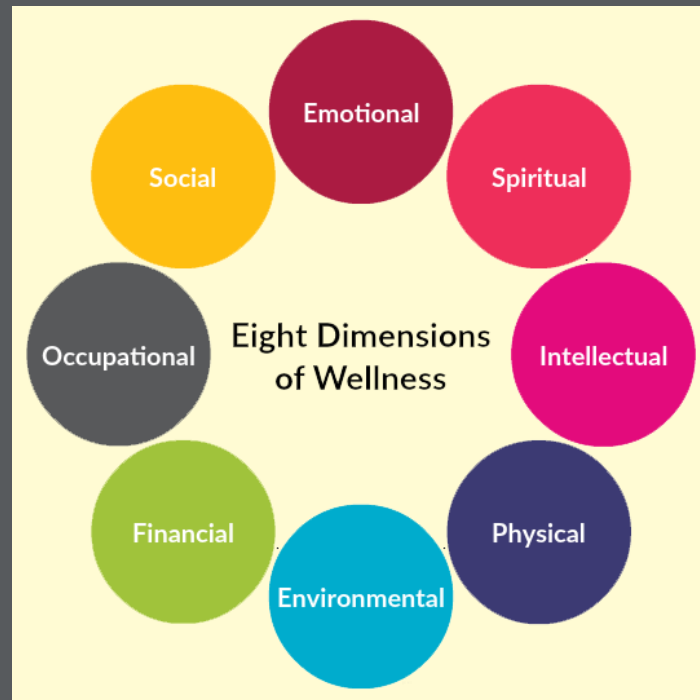 Emotional
Social
Spiritual
Occupational
Eight Dimensions
of Wellness
Intellectual
Financial
Physical
Environmental